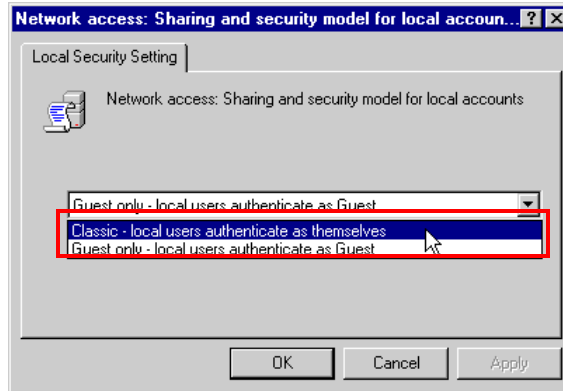 Network access: Sharing and security model for local accoun...
Local Security Setting
Network access: Sharing and security model for local accounts
Guest only - local users authenticate as Guest
Classic - local users authenticate as themselves
Guest only - local users authenticate as Guest
OK Cancel Apply